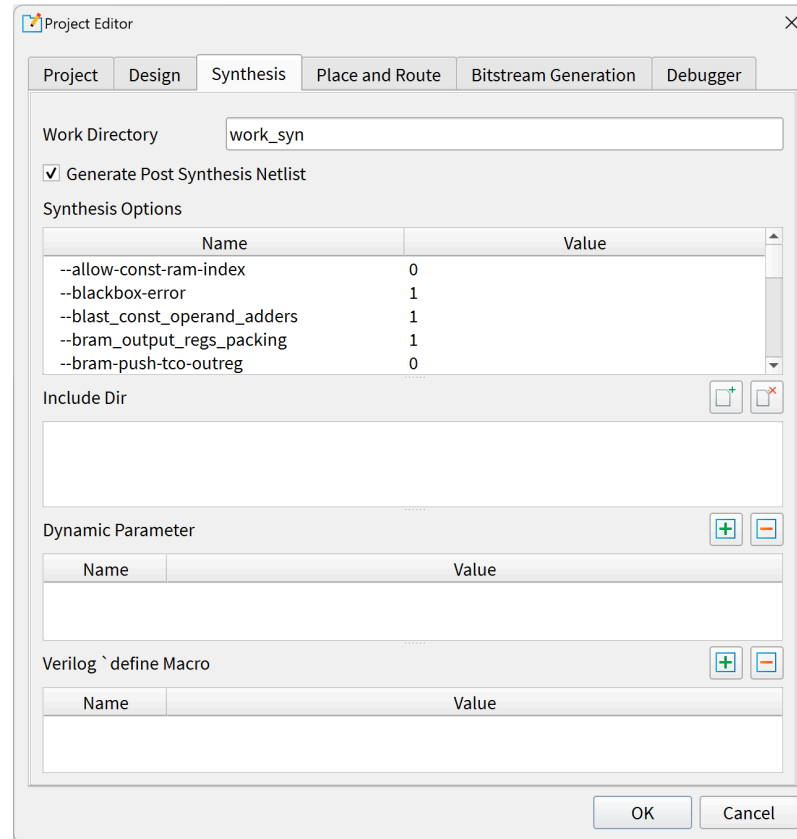 Project Editor
Project Design Synthesis Place and Route Bitstream Generation Debugger
Work Directory work_syn
Generate Post Synthesis Netlist
Synthesis Options
Name Value
--allow-const-ram-index 0
--blackbox-error 1
--blast_const_operand_adders 1
--bram_output_regs_packing 1
--bram-push-tco-outreg 0
Include Dir
Dynamic Parameter
Name Value
Verilog `define Macro
Name Value
OK Cancel